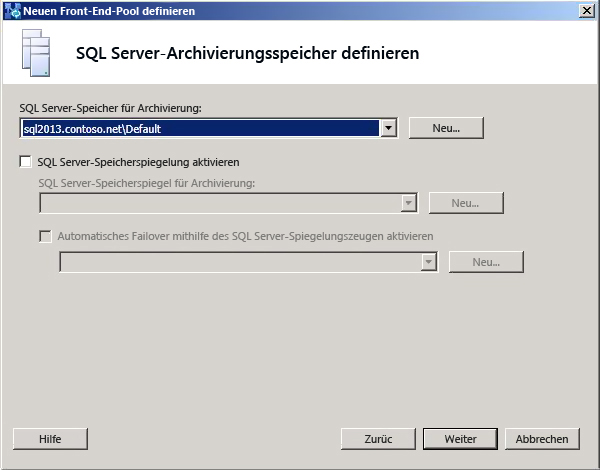 Neuen Front-End-Pool definieren
SQL Server-Archivierungsspeicher definieren
SQL Server-Speicher für Archivierung:
sql2013.contoso.net\Default
Neu...
SQL Server-Speicherspiegelung aktivieren
SQL Server-Speicherspiegel für Archivierung:
Neu...
Automatisches Failover mithilfe des SQL Server-Spiegelungszeugen aktivieren
Neu...
Hilfe
Zurüc
Weiter
Abbrechen